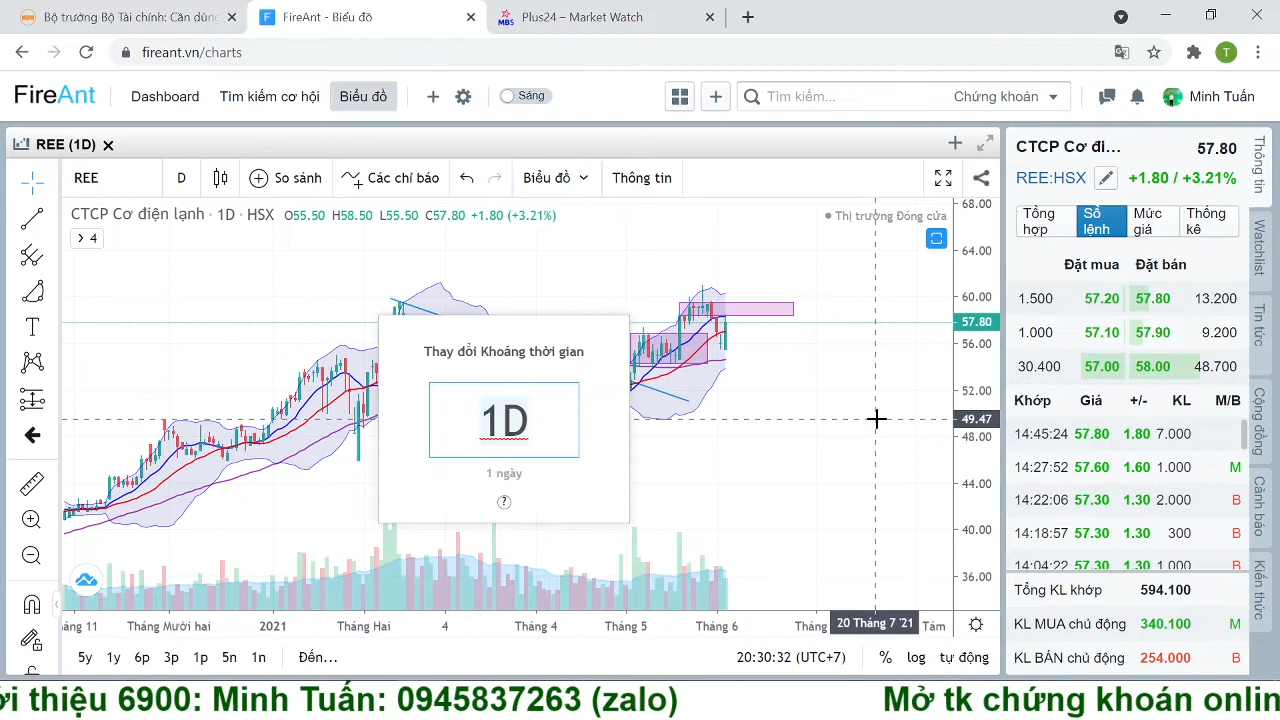 Bộ trưởng Bộ Tài chính: Cần dùng
FireAnt - Biểu đồ
MBS
Plus24 – Market Watch
fireant.vn/charts
T
FireAnt
Dashboard
Tìm kiếm cơ hội
Biểu đồ
Sáng
Tìm kiếm...
Chứng khoán
Minh Tuấn
REE (1D)
REE
D
So sánh
Các chỉ báo
Biểu đồ
Thông tin
CTCP Cơ điện lạnh · 1D · HSX O55.50 H58.50 L55.50 C57.80 +1.80 (+3.21%)
Thị trường Đóng cửa
4
68.00
64.00
60.00
57.80
56.00
52.00
49.47
48.00
44.00
40.00
36.00
Thay đổi Khoảng thời gian
1D
1 ngày
?
áng 11
Tháng Mười hai
2021
Tháng Hai
4
Tháng 4
Tháng 5
Tháng 6
Tháng
20 Tháng 7 '21
Tám
5y 1y 6p 3p 1p 5n 1n
Đến...
20:30:32 (UTC+7)
% log tự động
CTCP Cơ đi... 57.80
REE:HSX +1.80 / +3.21%
Tổng hợp
Sổ lệnh
Mức giá
Thống kê
Đặt mua Đặt bán
1.500 57.20 57.80 13.200
1.000 57.10 57.90 9.200
30.400 57.00 58.00 48.700
Khớp Giá +/- KL M/B
14:45:24 57.80 1.80 7.000
14:27:52 57.60 1.60 1.000 M
14:22:06 57.30 1.30 2.000 B
14:18:57 57.30 1.30 300 B
14:04:22 57.30 1.30 1.000 B
Tổng KL khớp 594.100
KL MUA chủ động 340.100 M
KL BÁN chủ động 254.000 B
Thông tin
Watchlist
Tin tức
Cộng đồng
Cảnh báo
Kiến thức
ới thiệu 6900: Minh Tuấn: 0945837263 (zalo)
Mở tk chứng khoán onlin